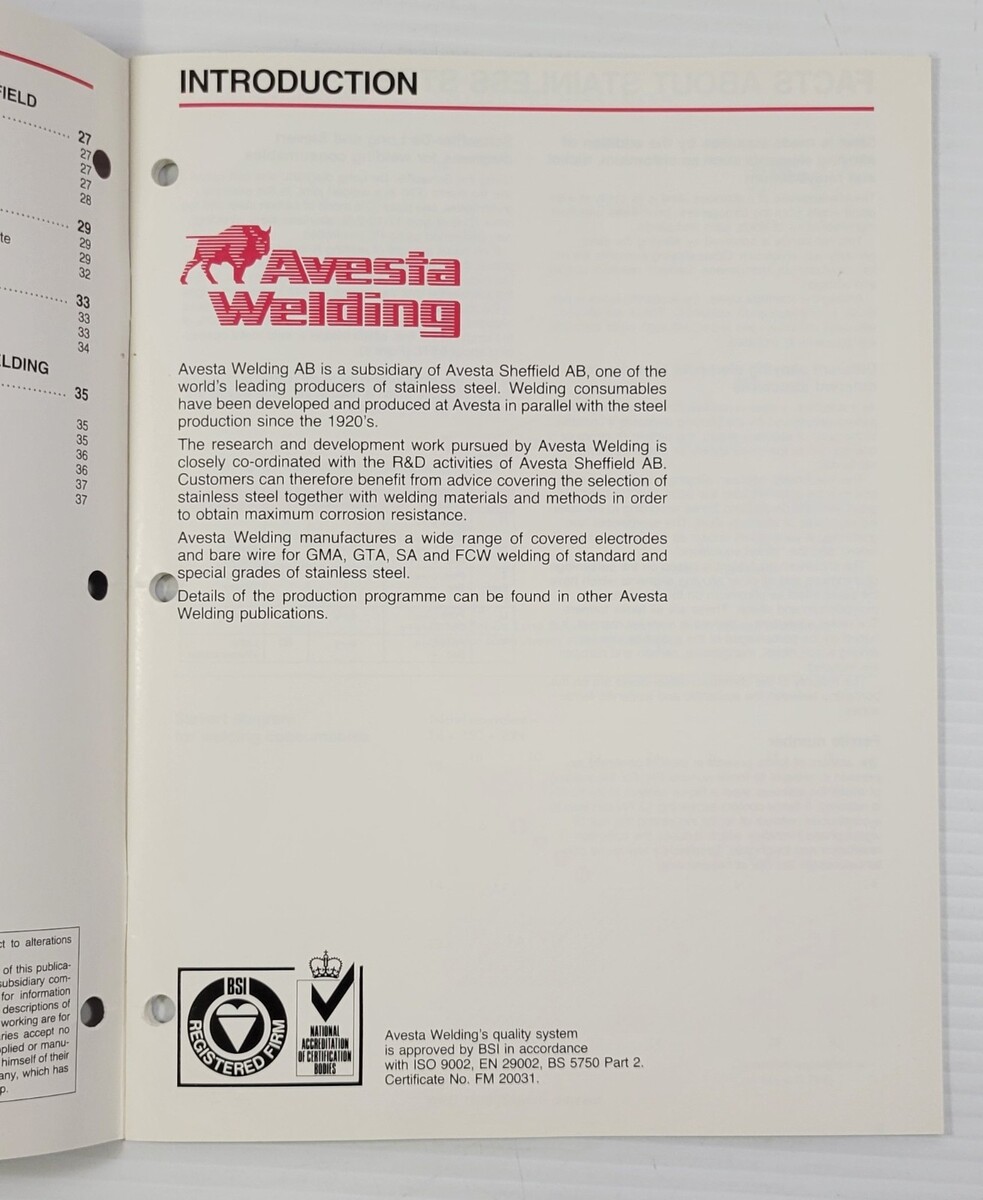 FIELD
27
27
27
27
28
29
te
29
29
32
33
33
33
34
LDING
35
35
35
36
36
37
37
ct to alterations
of this publica-
subsidiary com-
for information
descriptions of
working are for
ries accept no
plied or manu-
himself of their
any, which has
p.
INTRODUCTION
Avesta
Welding
Avesta Welding AB is a subsidiary of Avesta Sheffield AB, one of the
world's leading producers of stainless steel. Welding consumables
have been developed and produced at Avesta in parallel with the steel
production since the 1920's.
The research and development work pursued by Avesta Welding is
closely co-ordinated with the R&D activities of Avesta Sheffield AB.
Customers can therefore benefit from advice covering the selection of
stainless steel together with welding materials and methods in order
to obtain maximum corrosion resistance.
Avesta Welding manufactures a wide range of covered electrodes
and bare wire for GMA, GTA, SA and FCW welding of standard and
special grades of stainless steel.
Details of the production programme can be found in other Avesta
Welding publications.
BSI
REGISTERED FIRM
NATIONAL
ACCREDITATION
OF CERTIFICATION
BODIES
Avesta Welding's quality system
is approved by BSI in accordance
with ISO 9002, EN 29002, BS 5750 Part 2.
Certificate No. FM 20031.